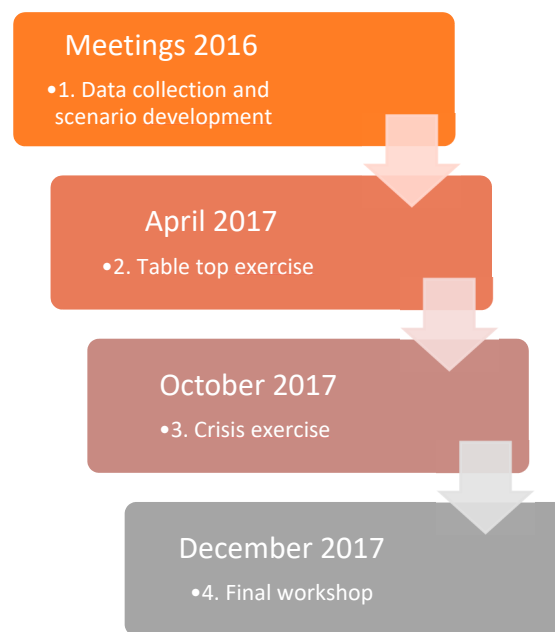 Meetings 2016
•1. Data collection and
scenario development
April 2017
•2. Table top exercise
October 2017
•3. Crisis exercise
December 2017
•4. Final workshop